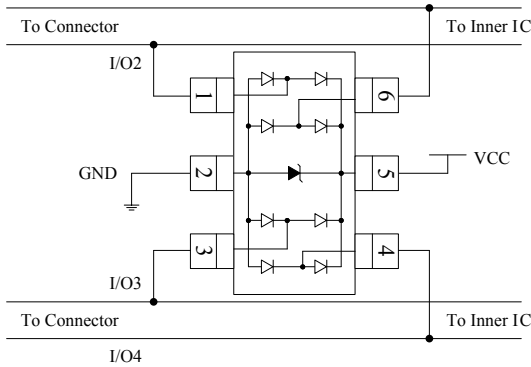 To Connector To Inner IC
I/O2
1 6
GND 2 5 VCC
3 4
I/O3
To Connector To Inner IC
I/O4